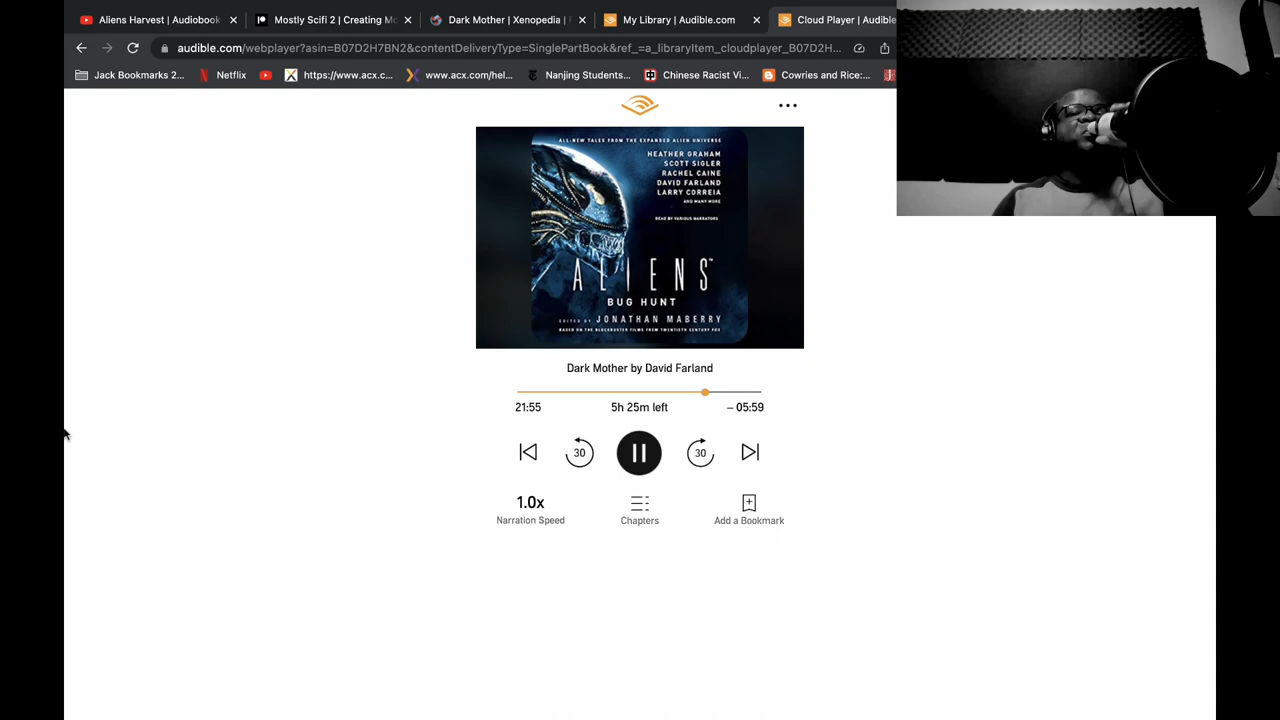 Aliens Harvest | Audiobook
Mostly Scifi 2 | Creating Mo
Dark Mother | Xenopedia |
My Library | Audible.com
Cloud Player | Audible
audible.com/webplayer?asin=B07D2H7BN2&contentDeliveryType=SinglePartBook&ref_=a_libraryItem_cloudplayer_B07D2H...
Jack Bookmarks 2...
Netflix
https://www.acx...
www.acx.com/hel...
Nanjing Students...
Chinese Racist Vi...
Cowries and Rice:...
ALL-NEW TALES FROM THE EXPANDED ALIEN UNIVERSE
HEATHER GRAHAM
SCOTT SIGLER
RACHEL CAINE
DAVID FARLAND
LARRY CORREIA
AND MANY MORE
READ BY VARIOUS NARRATORS
ALIENS™
BUG HUNT
EDITED BY JONATHAN MABERRY
BASED ON THE BLOCKBUSTER FILMS FROM TWENTIETH CENTURY FOX
Dark Mother by David Farland
21:55
5h 25m left
– 05:59
30
30
1.0x
Narration Speed
Chapters
Add a Bookmark